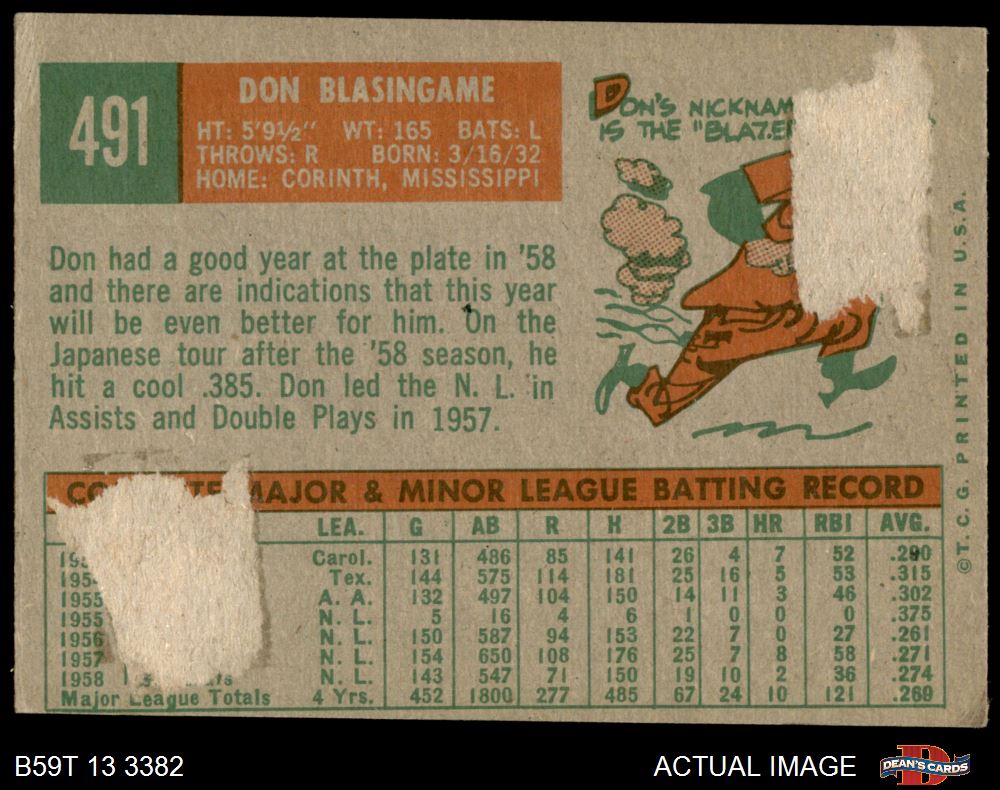 491
DON BLASINGAME
HT: 5'9½" WT: 165 BATS: L
THROWS: R BORN: 3/16/32
HOME: CORINTH, MISSISSIPPI
DON'S NICKNAM
IS THE "BLAZE
Don had a good year at the plate in '58
and there are indications that this year
will be even better for him. On the
Japanese tour after the '58 season, he
hit a cool .385. Don led the N. L. in
Assists and Double Plays in 1957.
©T. C. G. PRINTED IN U.S.A.
CO TE MAJOR & MINOR LEAGUE BATTING RECORD
LEA. G AB R H 2B 3B HR RBI AVG.
195 Carol. 131 486 85 141 26 4 7 52 .290
195 Tex. 144 575 114 181 25 16 5 53 .315
1955 A. A. 132 497 104 150 14 11 3 46 .302
1955 N. L. 5 16 4 6 1 0 0 0 .375
1956 N. L. 150 587 94 153 22 7 0 27 .261
1957 N. L. 154 650 108 176 25 7 8 58 .271
1958 N. L. 143 547 71 150 19 10 2 36 .274
Major League Totals 4 Yrs. 452 1800 277 485 67 24 10 121 .269
B59T 13 3382 ACTUAL IMAGE DEAN'S CARDS